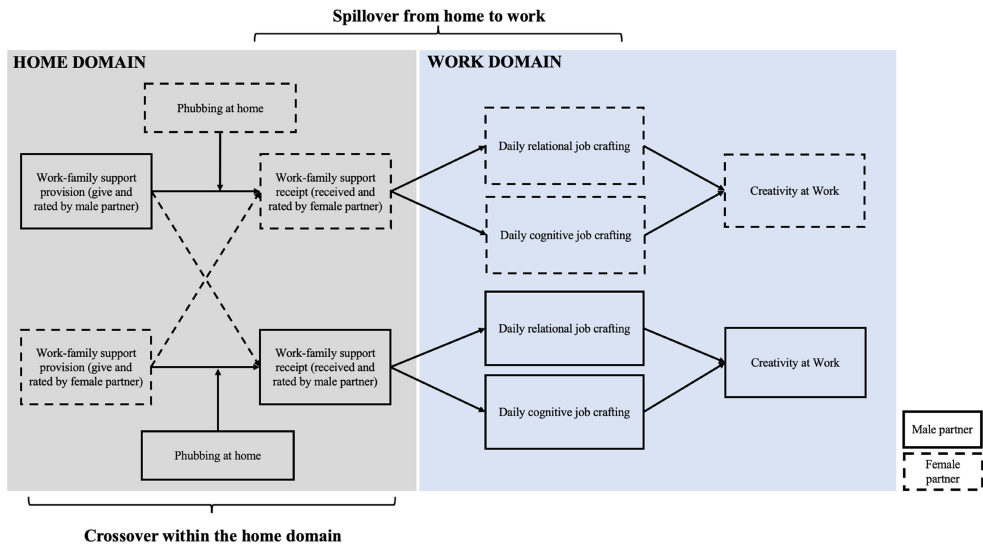 Spillover from home to work
HOME DOMAIN
WORK DOMAIN
Phubbing at home
Work-family support
provision (give and
rated by male partner)
Work-family support
receipt (received and
rated by female partner)
Daily relational job crafting
Daily cognitive job crafting
Creativity at Work
Work-family support
provision (give and
rated by female partner)
Work-family support
receipt (received and
rated by male partner)
Daily relational job crafting
Daily cognitive job crafting
Creativity at Work
Phubbing at home
Male partner
Female
partner
Crossover within the home domain